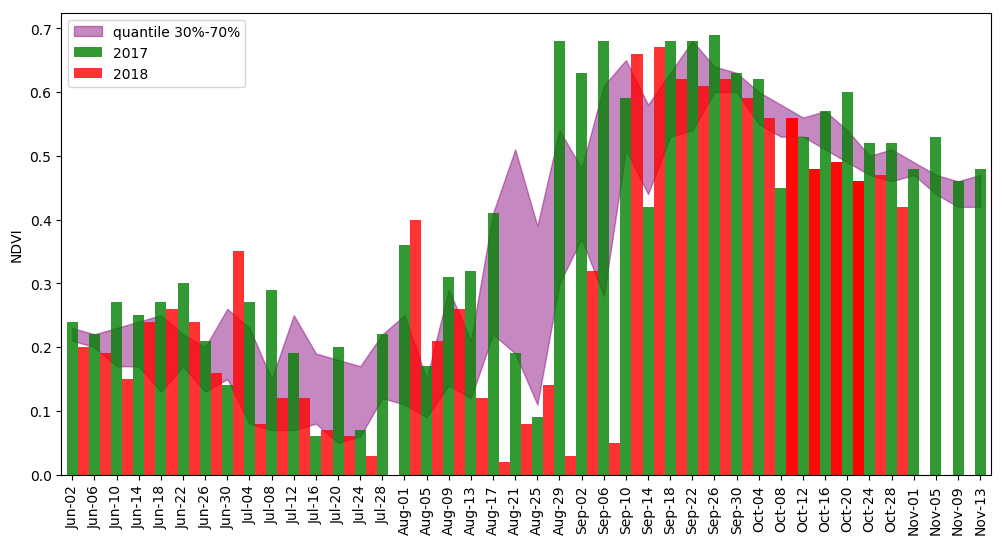 quantile 30%-70%
2017
2018
NDVI
0.7
0.6
0.5
0.4
0.3
0.2
0.1
0.0
Jun-02
Jun-06
Jun-10
Jun-14
Jun-18
Jun-22
Jun-26
Jun-30
Jul-04
Jul-08
Jul-12
Jul-16
Jul-20
Jul-24
Jul-28
Aug-01
Aug-05
Aug-09
Aug-13
Aug-17
Aug-21
Aug-25
Aug-29
Sep-02
Sep-06
Sep-10
Sep-14
Sep-18
Sep-22
Sep-26
Sep-30
Oct-04
Oct-08
Oct-12
Oct-16
Oct-20
Oct-24
Oct-28
Nov-01
Nov-05
Nov-09
Nov-13